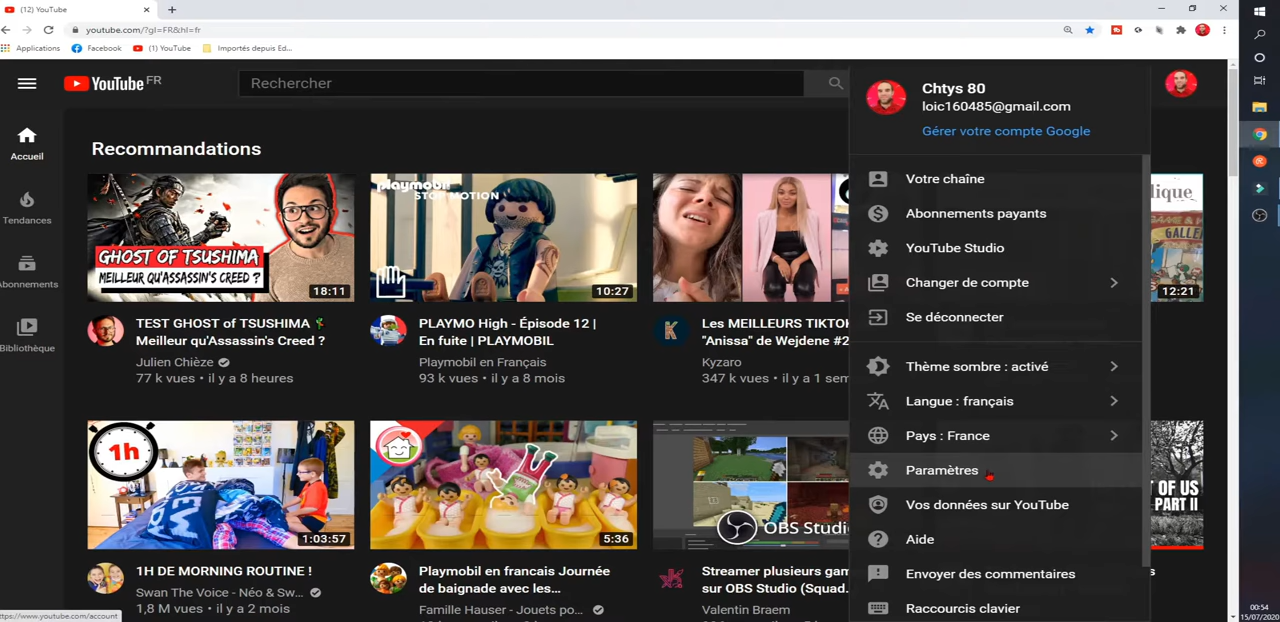 (12) YouTube
youtube.com/?gl=FR&hl=fr
Applications
Facebook
(1) YouTube
Importés depuis Ed...
YouTube FR
Rechercher
Chtys 80
loic160485@gmail.com
Gérer votre compte Google
Accueil
Tendances
Abonnements
Bibliothèque
Recommandations
GHOST OF TSUSHIMA
MEILLEUR QU'ASSASSIN'S CREED ?
18:11
playmobil
STOP MOTION
10:27
12:21
TEST GHOST of TSUSHIMA
Meilleur qu'Assassin's Creed ?
Julien Chièze
77 k vues • il y a 8 heures
PLAYMO High - Épisode 12 |
En fuite | PLAYMOBIL
Playmobil en Français
93 k vues • il y a 8 mois
K
Les MEILLEURS TIKTOK
"Anissa" de Wejdene #2
Kyzaro
347 k vues • il y a 1 sem
1h
1:03:57
5:36
OBS Studio
OF US
PART II
1H DE MORNING ROUTINE !
Swan The Voice - Néo & Sw...
1,8 M vues • il y a 2 mois
Playmobil en francais Journée
de baignade avec les...
Famille Hauser - Jouets po...
Streamer plusieurs gam
sur OBS Studio (Squad.
Valentin Braem
Votre chaîne
Abonnements payants
YouTube Studio
Changer de compte
Se déconnecter
Thème sombre : activé
Langue : français
Pays : France
Paramètres
Vos données sur YouTube
Aide
Envoyer des commentaires
Raccourcis clavier
https://www.youtube.com/account
00:54
15/07/2020